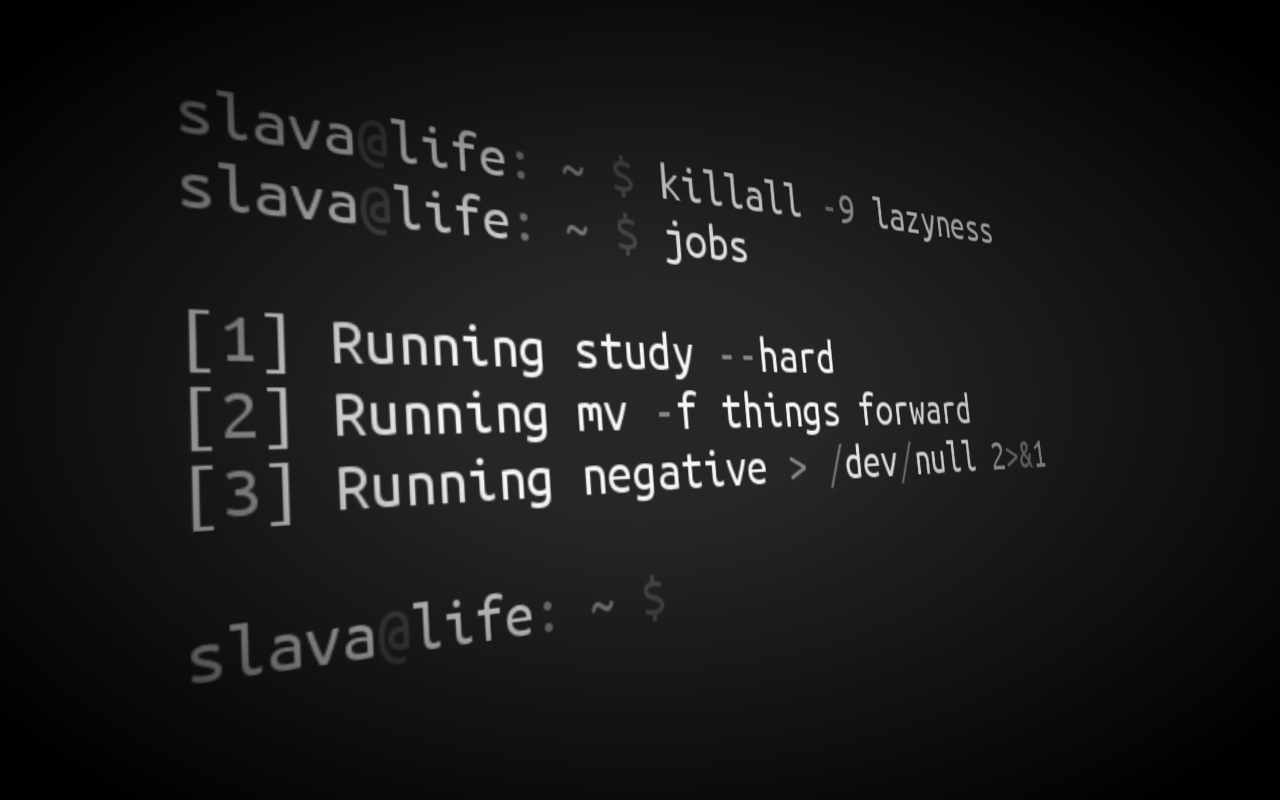 slava@life: ~ $ killall -9 lazyness
slava@life: ~ $ jobs
[1] Running study --hard
[2] Running mv -f things forward
[3] Running negative > /dev/null 2>&1
slava@life: ~ $